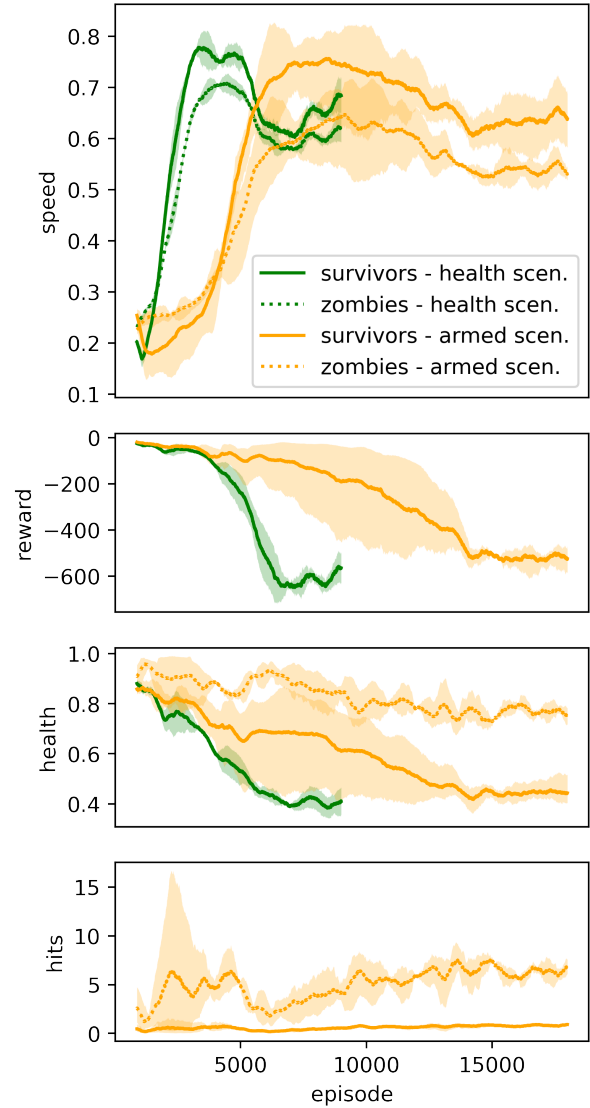 0.8
0.7
0.6
0.5
0.4
0.3
0.2
0.1
speed
survivors - health scen.
zombies - health scen.
survivors - armed scen.
zombies - armed scen.
0
−200
−400
−600
reward
1.0
0.8
0.6
0.4
health
15
10
5
0
hits
5000 10000 15000
episode